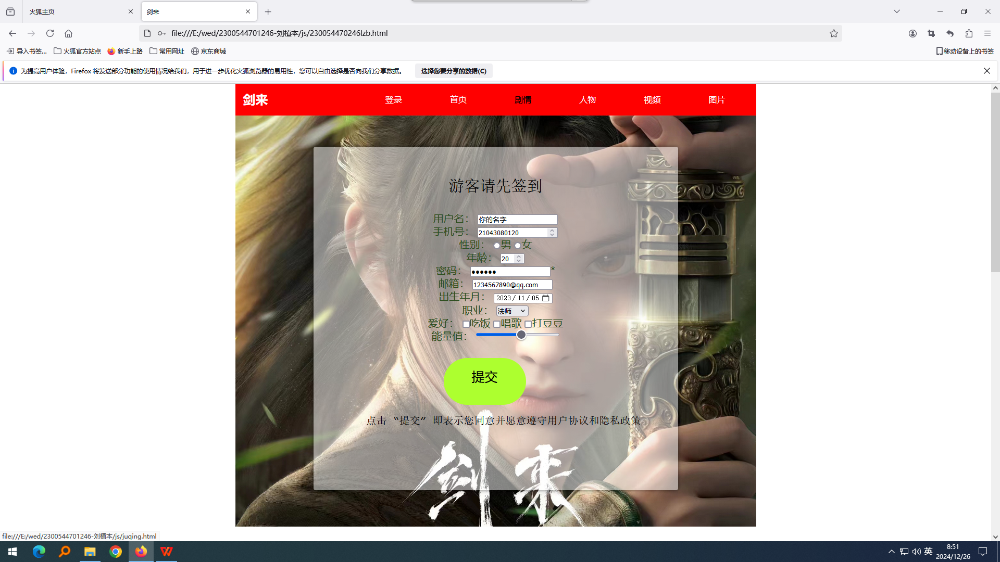 火狐主页
剑来
file:///E:/wed/2300544701246-刘植本/js/230054470246lzb.html
导入书签... 火狐官方站点 新手上路 常用网址 京东商城 移动设备上的书签
为提高用户体验，Firefox 将发送部分功能的使用情况给我们，用于进一步优化火狐浏览器的易用性，您可以自由选择是否向我们分享数据。 选择您要分享的数据(C)
剑来 登录 首页 剧情 人物 视频 图片
游客请先签到
用户名： 你的名字
手机号： 21043080120
性别： 男 女
年龄： 20
密码： ●●●●●● *
邮箱： 1234567890@qq.com
出生年月： 2023/11/05
职业： 法师
爱好： 吃饭 唱歌 打豆豆
能量值：
提交
点击 “提交” 即表示您同意并愿意遵守用户协议和隐私政策
剑来
file:///E:/wed/2300544701246-刘植本/js/juqing.html
英
8:51
2024/12/26